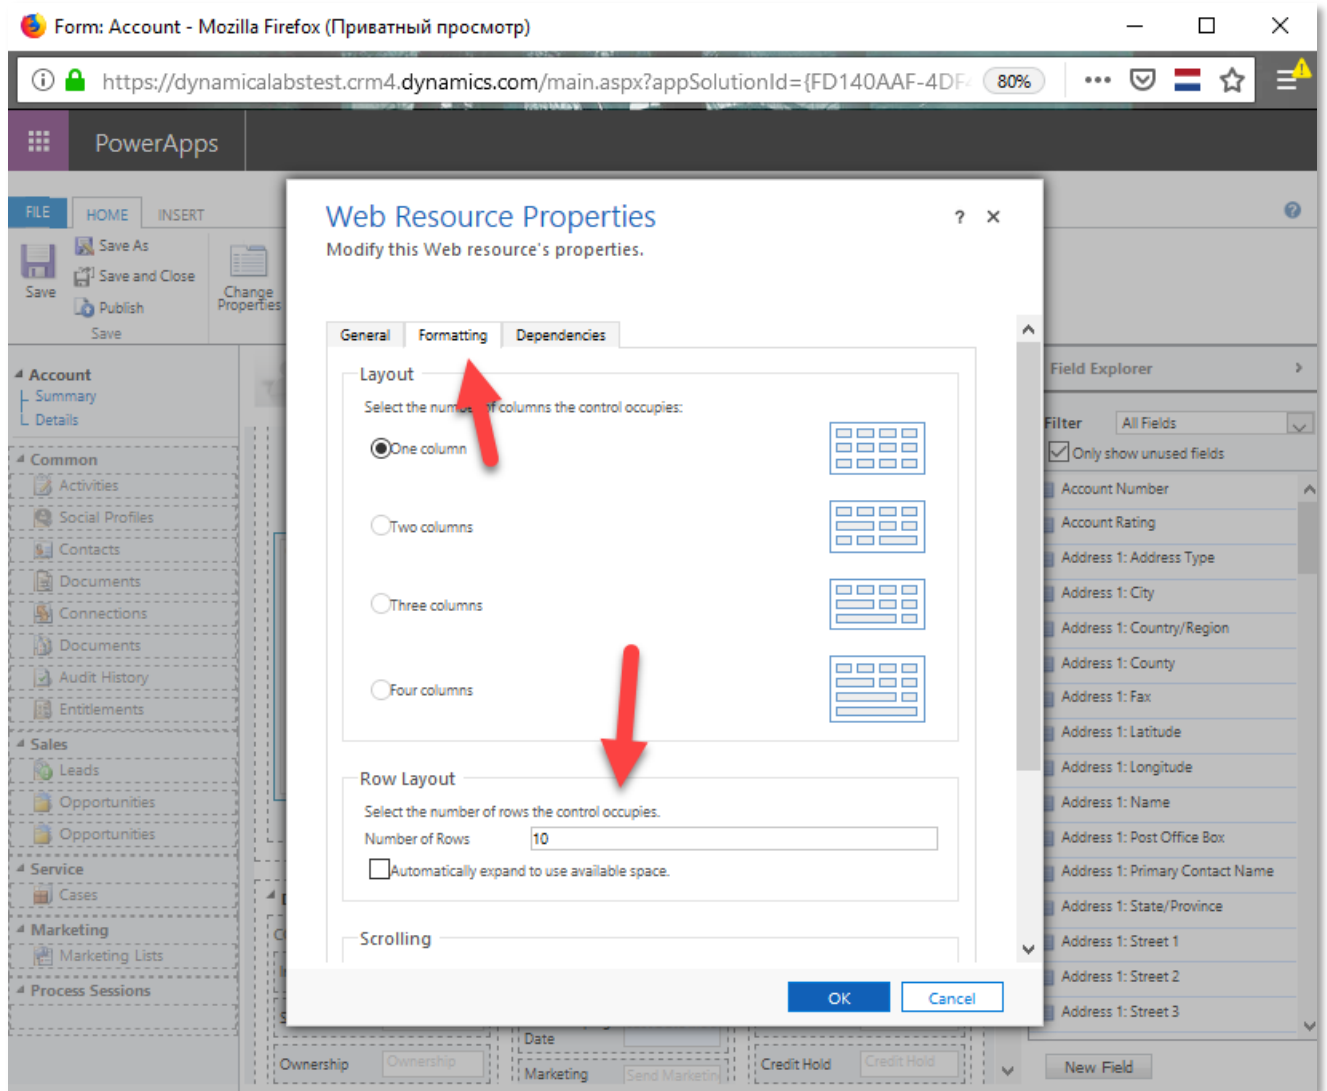 Form: Account - Mozilla Firefox (Приватный просмотр)
https://dynamicalabstest.crm4.dynamics.com/main.aspx?appSolutionId={FD140AAF-4DF
80%
PowerApps
FILE
HOME
INSERT
Save
Save As
Save and Close
Publish
Save
Change
Properties
Account
Summary
Details
Common
Activities
Social Profiles
Contacts
Documents
Connections
Documents
Audit History
Entitlements
Sales
Leads
Opportunities
Opportunities
Service
Cases
Marketing
Marketing Lists
Process Sessions
Web Resource Properties
Modify this Web resource's properties.
General
Formatting
Dependencies
Layout
Select the number of columns the control occupies:
One column
Two columns
Three columns
Four columns
Row Layout
Select the number of rows the control occupies.
Number of Rows
10
Automatically expand to use available space.
Scrolling
OK
Cancel
Ownership
Ownership
Date
Marketing
Send Marketin
Credit Hold
Credit Hold
Field Explorer
Filter
All Fields
Only show unused fields
Account Number
Account Rating
Address 1: Address Type
Address 1: City
Address 1: Country/Region
Address 1: County
Address 1: Fax
Address 1: Latitude
Address 1: Longitude
Address 1: Name
Address 1: Post Office Box
Address 1: Primary Contact Name
Address 1: State/Province
Address 1: Street 1
Address 1: Street 2
Address 1: Street 3
New Field